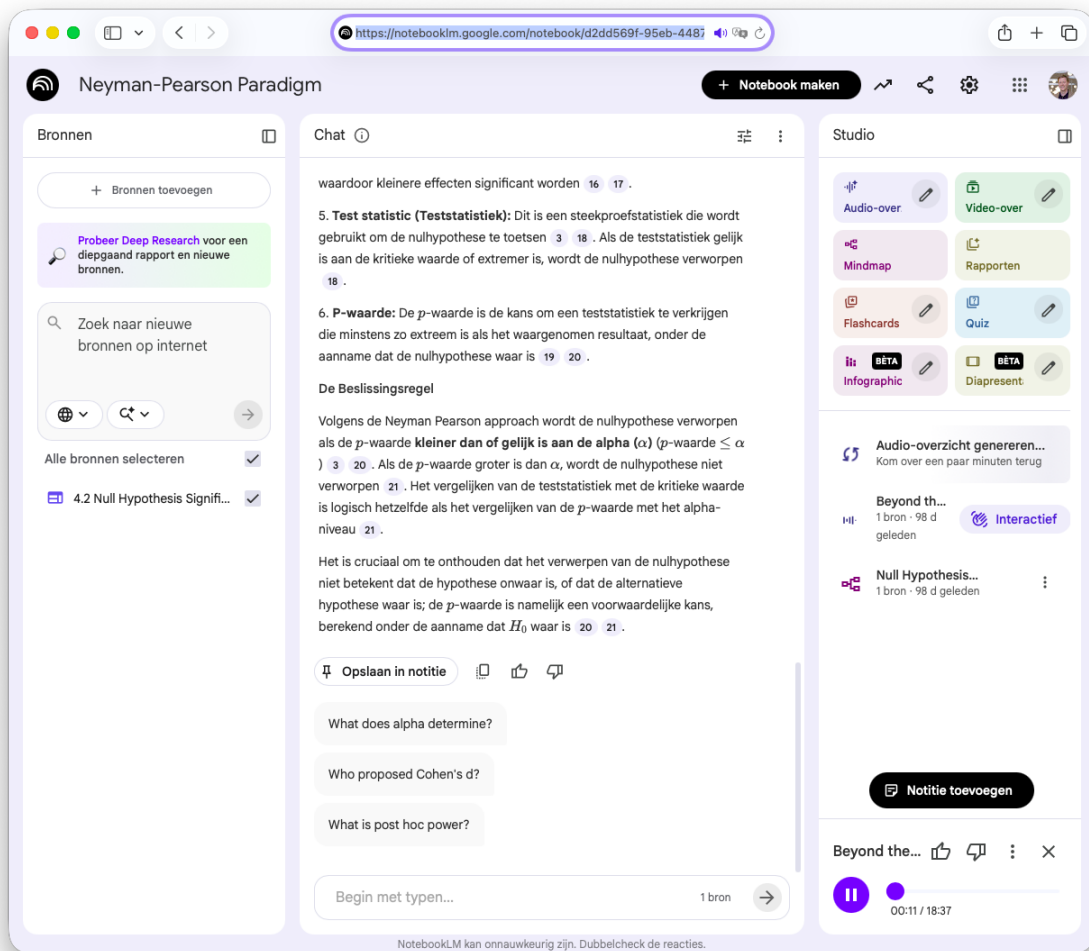 https://notebooklm.google.com/notebook/d2dd569f-95eb-4487
Neyman-Pearson Paradigm
+ Notebook maken
Bronnen
+ Bronnen toevoegen
Probeer Deep Research voor een
diepgaand rapport en nieuwe
bronnen.
Zoek naar nieuwe
bronnen op internet
Alle bronnen selecteren
4.2 Null Hypothesis Signifi...
Chat
waardoor kleinere effecten significant worden 16 17 .
5. Test statistic (Teststatistiek): Dit is een steekproefstatistiek die wordt
gebruikt om de nulhypothese te toetsen 3 18 . Als de teststatistiek gelijk
is aan de kritieke waarde of extremer is, wordt de nulhypothese verworpen
18 .
6. P-waarde: De p-waarde is de kans om een teststatistiek te verkrijgen
die minstens zo extreem is als het waargenomen resultaat, onder de
aanname dat de nulhypothese waar is 19 20 .
De Beslissingsregel
Volgens de Neyman Pearson approach wordt de nulhypothese verworpen
als de p-waarde kleiner dan of gelijk is aan de alpha (α) (p-waarde ≤ α
) 3 20 . Als de p-waarde groter is dan α, wordt de nulhypothese niet
verworpen 21 . Het vergelijken van de teststatistiek met de kritieke waarde
is logisch hetzelfde als het vergelijken van de p-waarde met het alpha-
niveau 21 .
Het is cruciaal om te onthouden dat het verwerpen van de nulhypothese
niet betekent dat de hypothese onwaar is, of dat de alternatieve
hypothese waar is; de p-waarde is namelijk een voorwaardelijke kans,
berekend onder de aanname dat H₀ waar is 20 21 .
Opslaan in notitie
What does alpha determine?
Who proposed Cohen's d?
What is post hoc power?
Begin met typen...
1 bron
NotebookLM kan onnauwkeurig zijn. Dubbelcheck de reacties.
Studio
Audio-over
Video-over
Mindmap
Rapporten
Flashcards
Quiz
BÈTA
Infographic
BÈTA
Diapresent
Audio-overzicht genereren...
Kom over een paar minuten terug
Beyond th...
1 bron · 98 d
geleden
Interactief
Null Hypothesis...
1 bron · 98 d geleden
Notitie toevoegen
Beyond the...
00:11 / 18:37